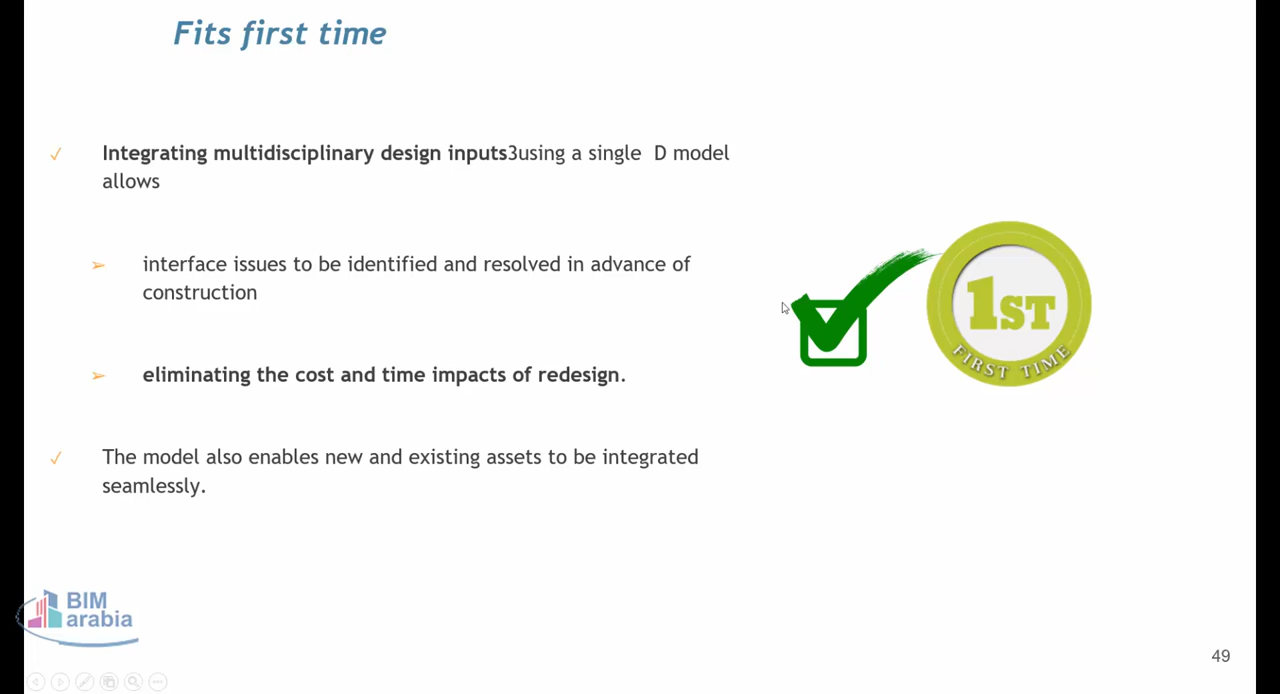 Fits first time
Integrating multidisciplinary design inputs3using a single D model
allows
interface issues to be identified and resolved in advance of
construction
eliminating the cost and time impacts of redesign.
The model also enables new and existing assets to be integrated
seamlessly.
1ST
FIRST TIME
BIM
arabia
49